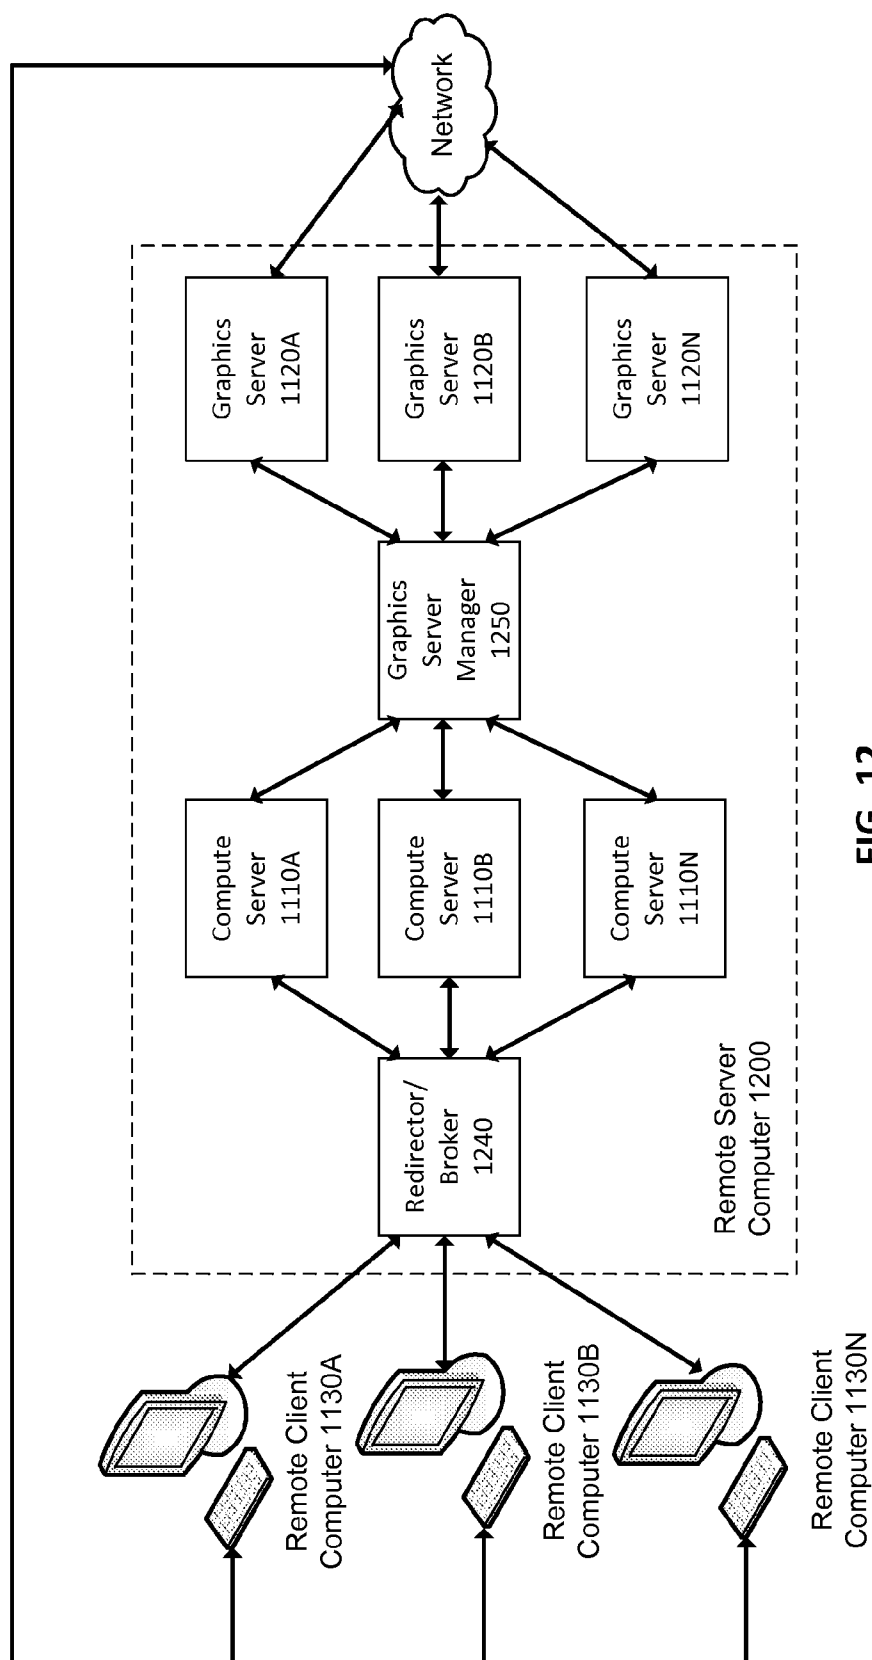 Remote Client
Computer 1130A
Remote Client
Computer 1130B
Remote Client
Computer 1130N
Redirector/
Broker
1240
Remote Server
Computer 1200
Compute
Server
1110A
Compute
Server
1110B
Compute
Server
1110N
Graphics
Server
Manager
1250
Graphics
Server
1120A
Graphics
Server
1120B
Graphics
Server
1120N
Network
FIG. 12